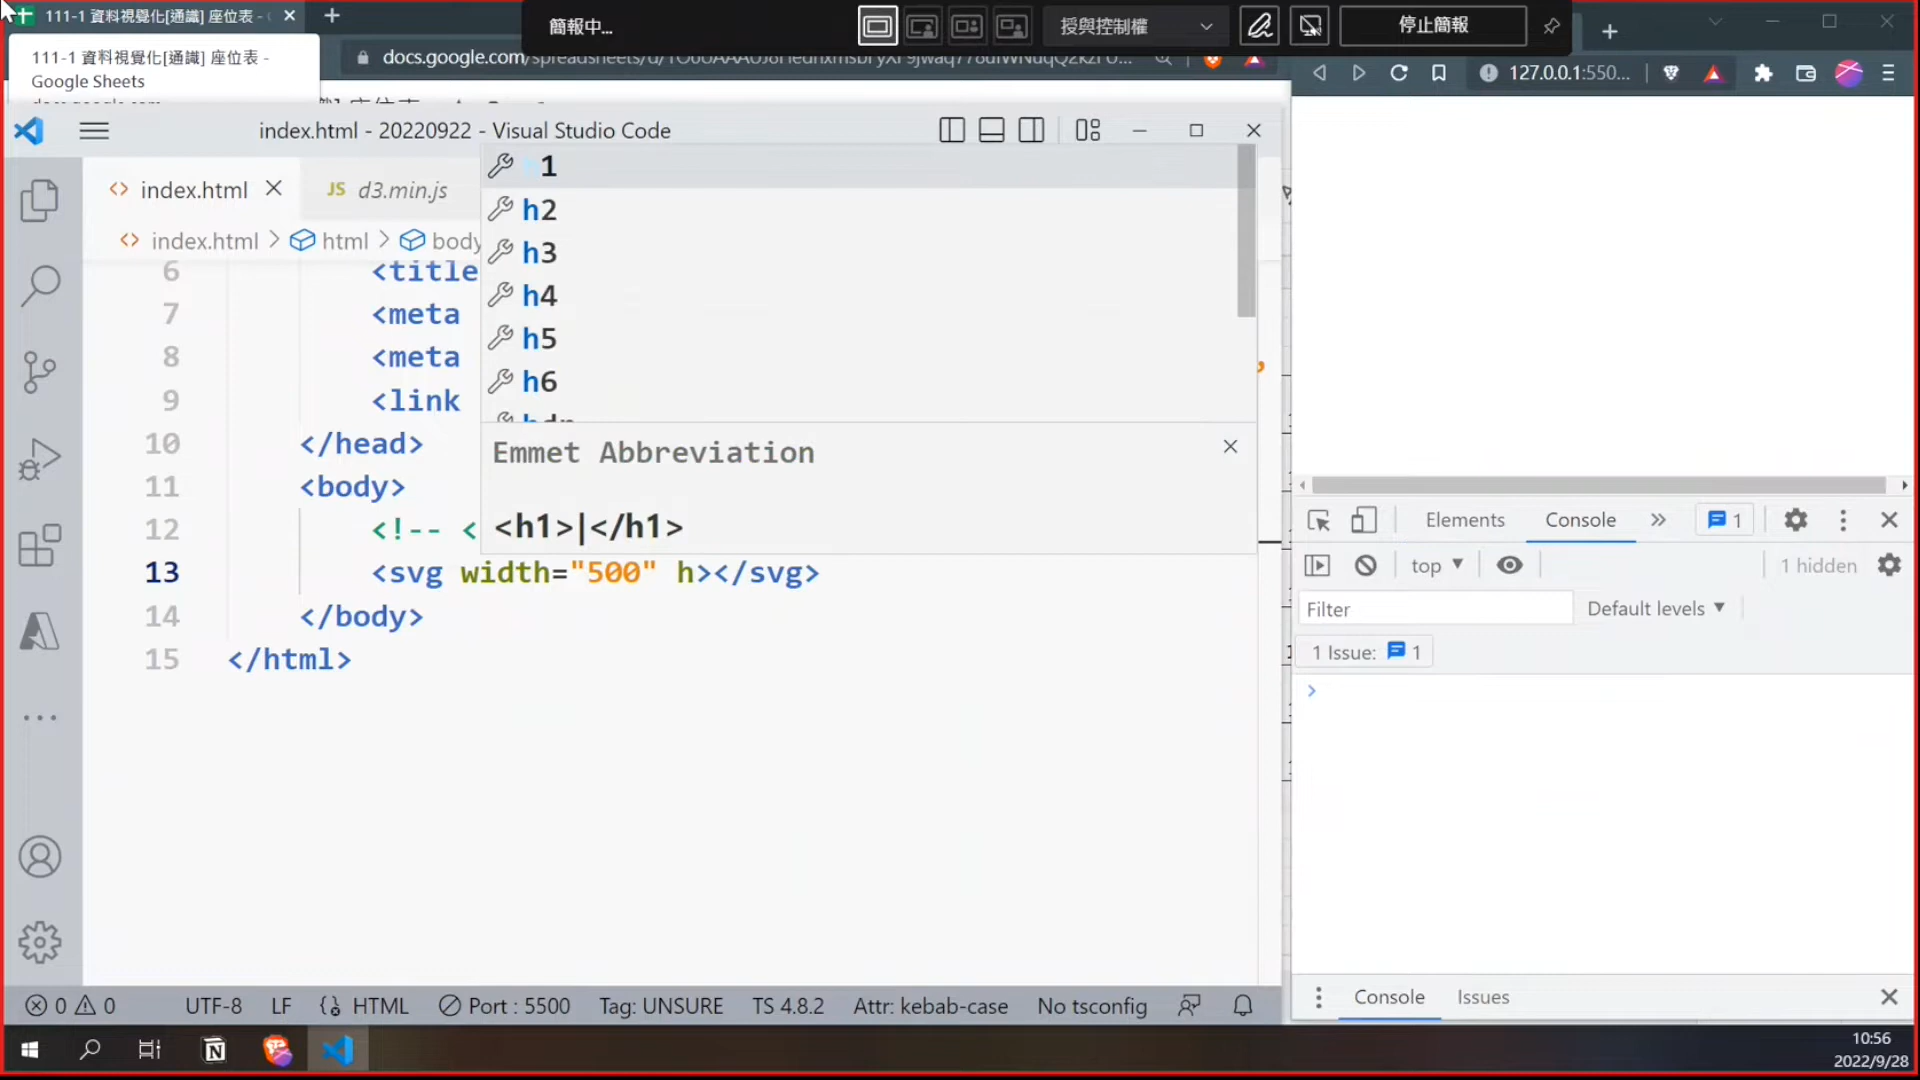 111-1 資料視覺化[通識] 座位表 -
簡報中...
授與控制權
停止簡報
111-1 資料視覺化[通識] 座位表 -
Google Sheets
docs.google.com
127.0.0.1:550...
index.html - 20220922 - Visual Studio Code
index.html
JS d3.min.js
index.html > html > body
h1
h2
h3
h4
h5
h6
Emmet Abbreviation
<h1>|</h1>
6 <title
7 <meta
8 <meta
9 <link
10 </head>
11 <body>
12 <!-- <
13 <svg width="500" h></svg>
14 </body>
15 </html>
Elements
Console
1
top
1 hidden
Filter
Default levels
1 Issue: 1
Console
Issues
0 0
UTF-8
LF
HTML
Port : 5500
Tag: UNSURE
TS 4.8.2
Attr: kebab-case
No tsconfig
10:56
2022/9/28